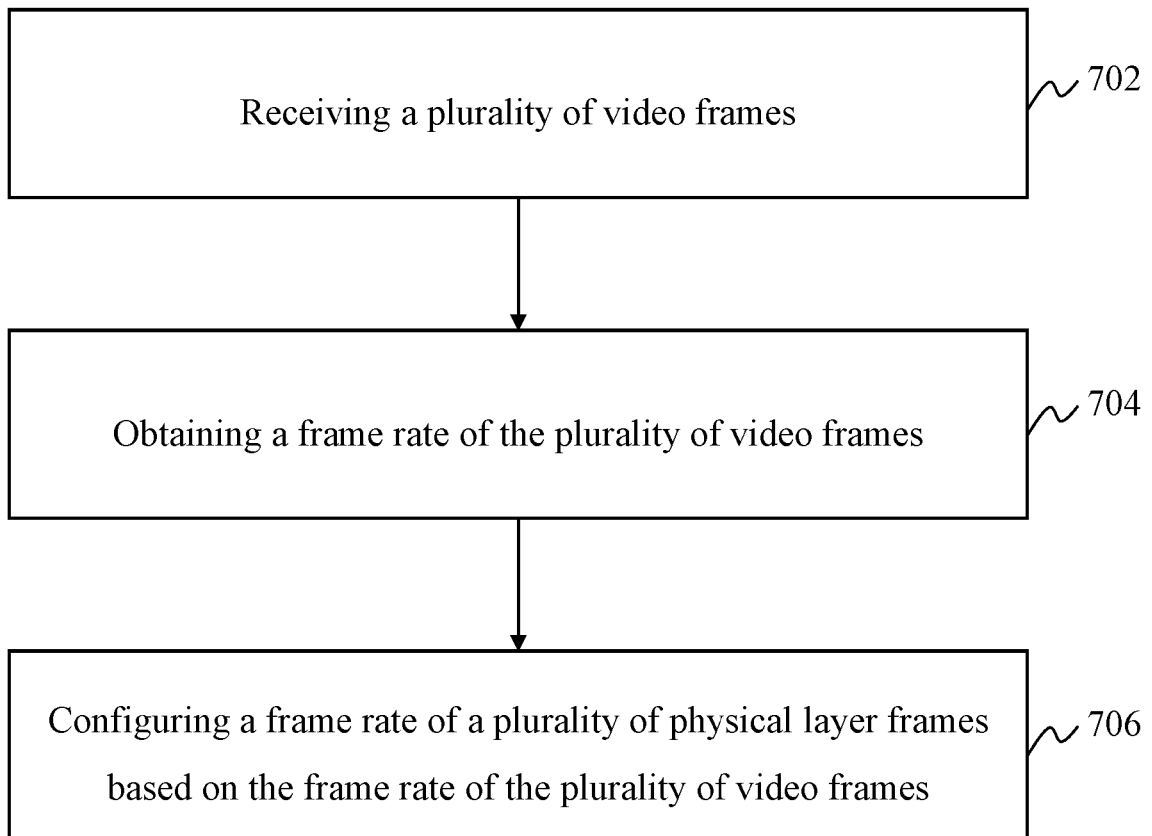 Receiving a plurality of video frames
702
Obtaining a frame rate of the plurality of video frames
704
Configuring a frame rate of a plurality of physical layer frames
based on the frame rate of the plurality of video frames
706